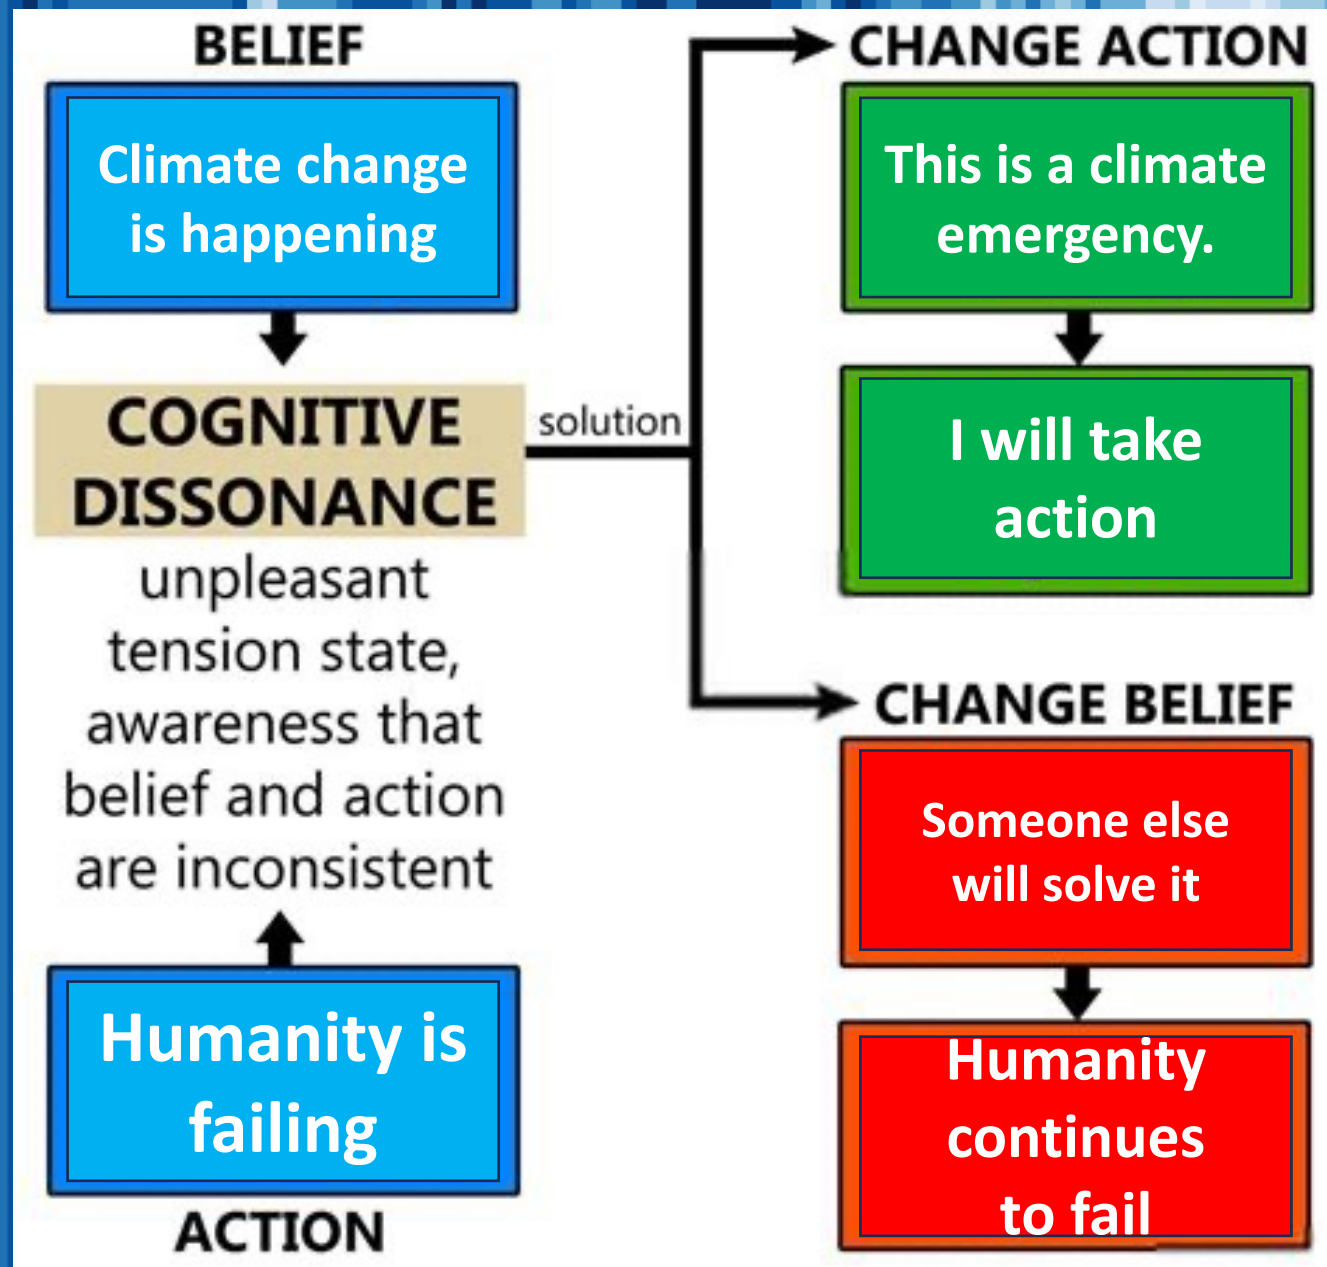 BELIEF
Climate change
is happening
COGNITIVE
DISSONANCE
unpleasant
tension state,
awareness that
belief and action
are inconsistent
Humanity is
failing
ACTION
solution
CHANGE ACTION
This is a climate
emergency.
I will take
action
CHANGE BELIEF
Someone else
will solve it
Humanity
continues
to fail